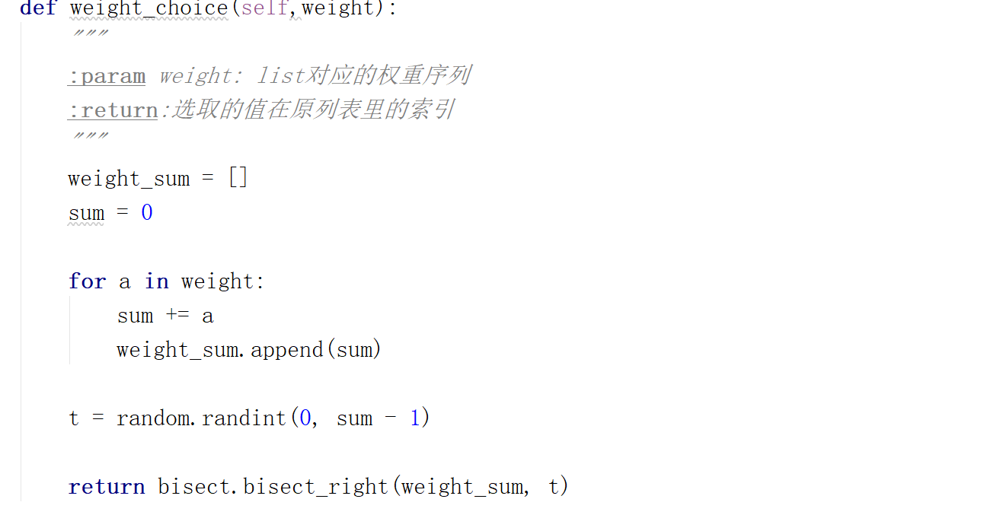 def weight_choice(self,weight):
"""
:param weight: list对应的权重序列
:return:选取的值在原列表里的索引
"""
weight_sum = []
sum = 0
for a in weight:
sum += a
weight_sum.append(sum)
t = random.randint(0, sum - 1)
return bisect.bisect_right(weight_sum, t)